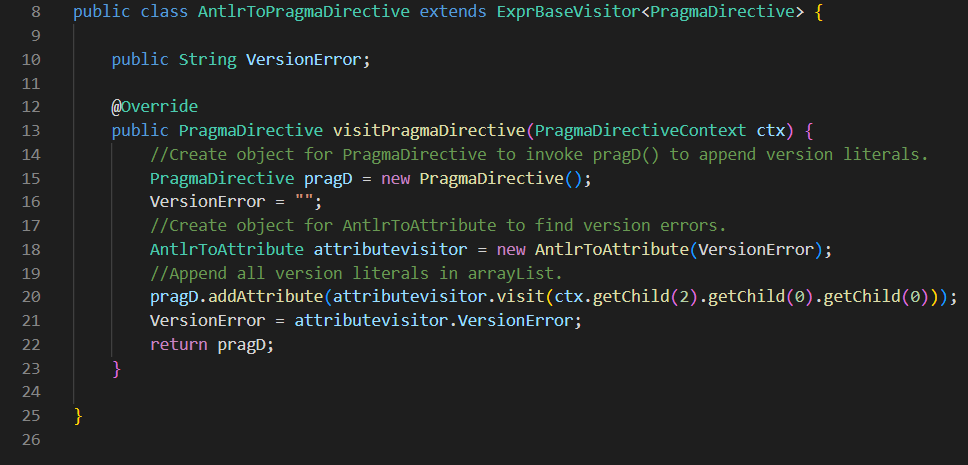 8 public class AntlrToPragmaDirective extends ExprBaseVisitor<PragmaDirective> {
9
10     public String VersionError;
11
12     @Override
13     public PragmaDirective visitPragmaDirective(PragmaDirectiveContext ctx) {
14         //Create object for PragmaDirective to invoke pragD() to append version literals.
15         PragmaDirective pragD = new PragmaDirective();
16         VersionError = "";
17         //Create object for AntlrToAttribute to find version errors.
18         AntlrToAttribute attributevisitor = new AntlrToAttribute(VersionError);
19         //Append all version literals in arrayList.
20         pragD.addAttribute(attributevisitor.visit(ctx.getChild(2).getChild(0).getChild(0)));
21         VersionError = attributevisitor.VersionError;
22         return pragD;
23     }
24
25 }
26